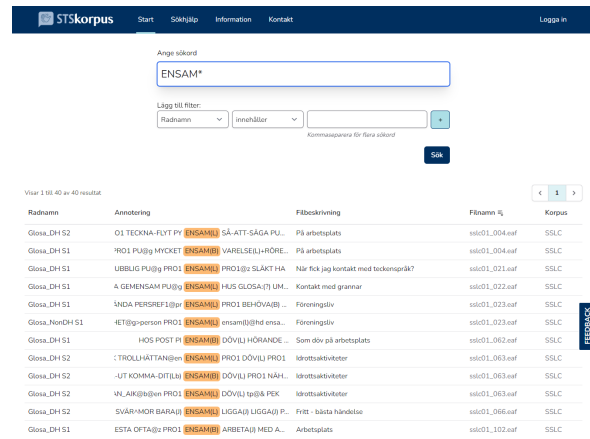 STSkorpus Start Sökhjälp Information Kontakt Logga in
Ange sökord
ENSAM*
Lägg till filter:
Radnamn innehåller +
Kommaseparera för flera sökord
Sök
Visar 1 till 40 av 40 resultat < 1 >
Radnamn Annotering Filbeskrivning Filnamn Korpus
Glosa_DH S2 O1 TECKNA-FLYT PY ENSAM(L) SÅ-ATT-SÄGA PU... På arbetsplats sslc01_004.eaf SSLC
Glosa_DH S1 PRO1 PU@g MYCKET ENSAM(B) VARELSE(L)+RÖRE... På arbetsplats sslc01_004.eaf SSLC
Glosa_DH S1 UBBLIG PU@g PRO1 ENSAM(L) PRO1@z SLÄKT HA När fick jag kontakt med teckenspråk? sslc01_021.eaf SSLC
Glosa_DH S1 A GEMENSAM PU@g ENSAM(L) HUS GLOSA:(?) UM... Kontakt med grannar sslc01_022.eaf SSLC
Glosa_DH S1 ÄNDA PERSREF1@pr ENSAM(L) PRO1 BEHÖVA(B) ... Föreningsliv sslc01_023.eaf SSLC
Glosa_NonDH S1 HET@g>person PRO1 ENSAM(L) ensam(l)@hd ensa... Föreningsliv sslc01_023.eaf SSLC
Glosa_DH S1 HOS POST PI ENSAM(B) DÖV(L) HÖRANDE ... Som döv på arbetsplats sslc01_062.eaf SSLC
Glosa_DH S2 : TROLLHÄTTAN@en ENSAM(L) PRO1 DÖV(L) PRO1 Idrottsaktiviteter sslc01_063.eaf SSLC
Glosa_DH S2 -UT KOMMA-DIT(Lb) ENSAM(B) DÖV(L) PRO1 NÄH... Idrottsaktiviteter sslc01_063.eaf SSLC
Glosa_DH S2 \N_AIK@b@en PRO1 ENSAM(L) DÖV(L) tp@& PEK Idrottsaktiviteter sslc01_063.eaf SSLC
Glosa_DH S2 SVÅR^MOR BARA(J) ENSAM(L) LIGGA(J) LIGGA(J) P... Fritt - bästa händelse sslc01_066.eaf SSLC
Glosa_DH S1 ESTA OFTA@z PRO1 ENSAM(B) ARBETA(J) MED A... Arbetsplats sslc01_102.eaf SSLC
FEEDBACK